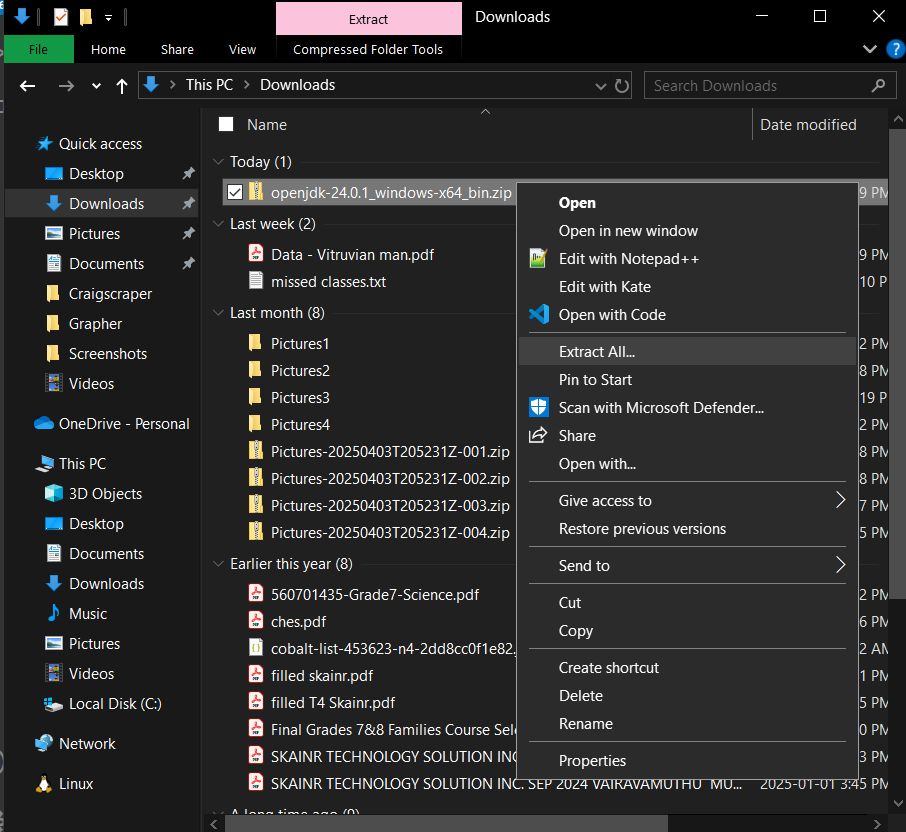 Extract
Downloads
File
Home
Share
View
Compressed Folder Tools
This PC
Downloads
Search Downloads
Name
Date modified
Quick access
Desktop
Downloads
Pictures
Documents
Craigscraper
Grapher
Screenshots
Videos
OneDrive - Personal
This PC
3D Objects
Desktop
Documents
Downloads
Music
Pictures
Videos
Local Disk (C:)
Network
Linux
Today (1)
openjdk-24.0.1_windows-x64_bin.zip
9 PM
Last week (2)
Data - Vitruvian man.pdf
9 PM
missed classes.txt
10 P
Last month (8)
Pictures1
2 PM
Pictures2
8 PM
Pictures3
19 P
Pictures4
2 PM
Pictures-20250403T205231Z-001.zip
8 PM
Pictures-20250403T205231Z-002.zip
8 PM
Pictures-20250403T205231Z-003.zip
7 PM
Pictures-20250403T205231Z-004.zip
5 PM
Earlier this year (8)
560701435-Grade7-Science.pdf
2 PM
ches.pdf
6 PM
cobalt-list-453623-n4-2dd8cc0f1e82.
2 AM
filled skainr.pdf
1 PM
filled T4 Skainr.pdf
5 PM
Final Grades 7&8 Families Course Sel
0 PM
SKAINR TECHNOLOGY SOLUTION INC
3 PM
SKAINR TECHNOLOGY SOLUTION INC. SEP 2024 VAIRAVAMUTHU MU...
2025-01-01 3:45 PM
A long time ago (9)
Open
Open in new window
Edit with Notepad++
Edit with Kate
Open with Code
Extract All...
Pin to Start
Scan with Microsoft Defender...
Share
Open with...
Give access to
Restore previous versions
Send to
Cut
Copy
Create shortcut
Delete
Rename
Properties